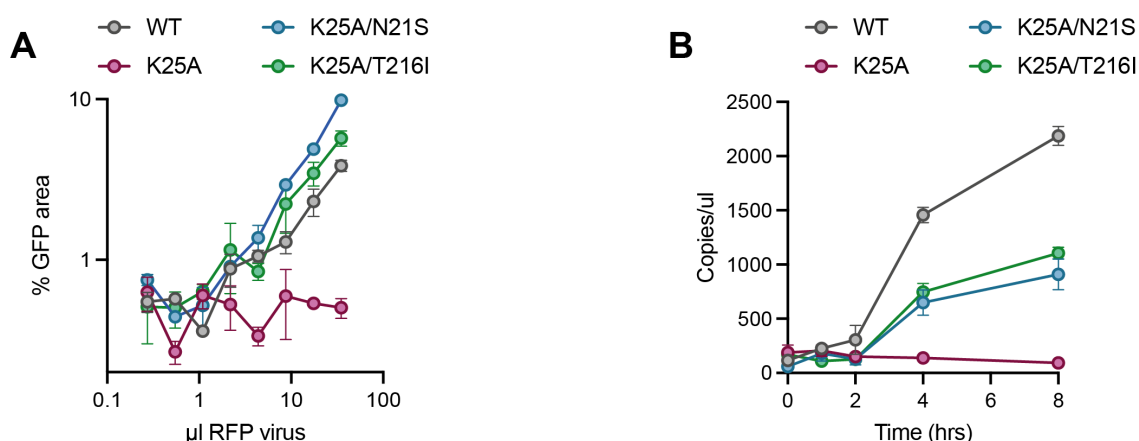 A
WT
K25A/N21S
K25A
K25A/T216I
10
1
% GFP area
0.1
1
10
100
µl RFP virus
B
WT
K25A/N21S
K25A
K25A/T216I
2500
2000
1500
1000
500
0
Copies/ul
0
2
4
6
8
Time (hrs)